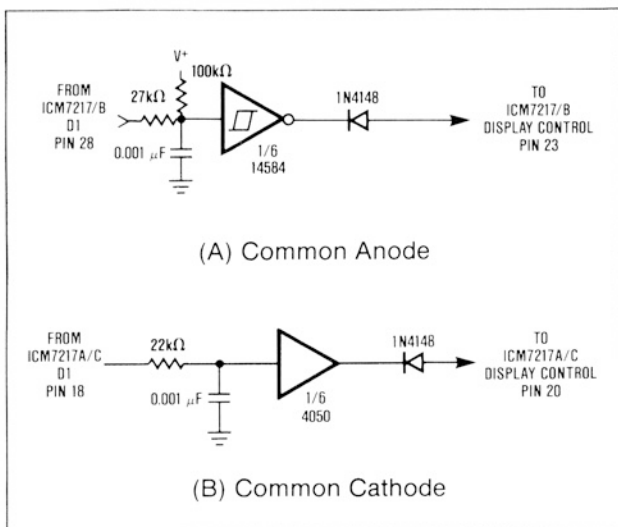 V+
100kΩ
FROM
ICM7217/B
D1
PIN 28
27kΩ
0.001 µF
1/6
14584
1N4148
TO
ICM7217/B
DISPLAY CONTROL
PIN 23
(A) Common Anode
FROM
ICM7217A/C
D1
PIN 18
22kΩ
0.001 µF
1/6
4050
1N4148
TO
ICM7217A/C
DISPLAY CONTROL
PIN 20
(B) Common Cathode